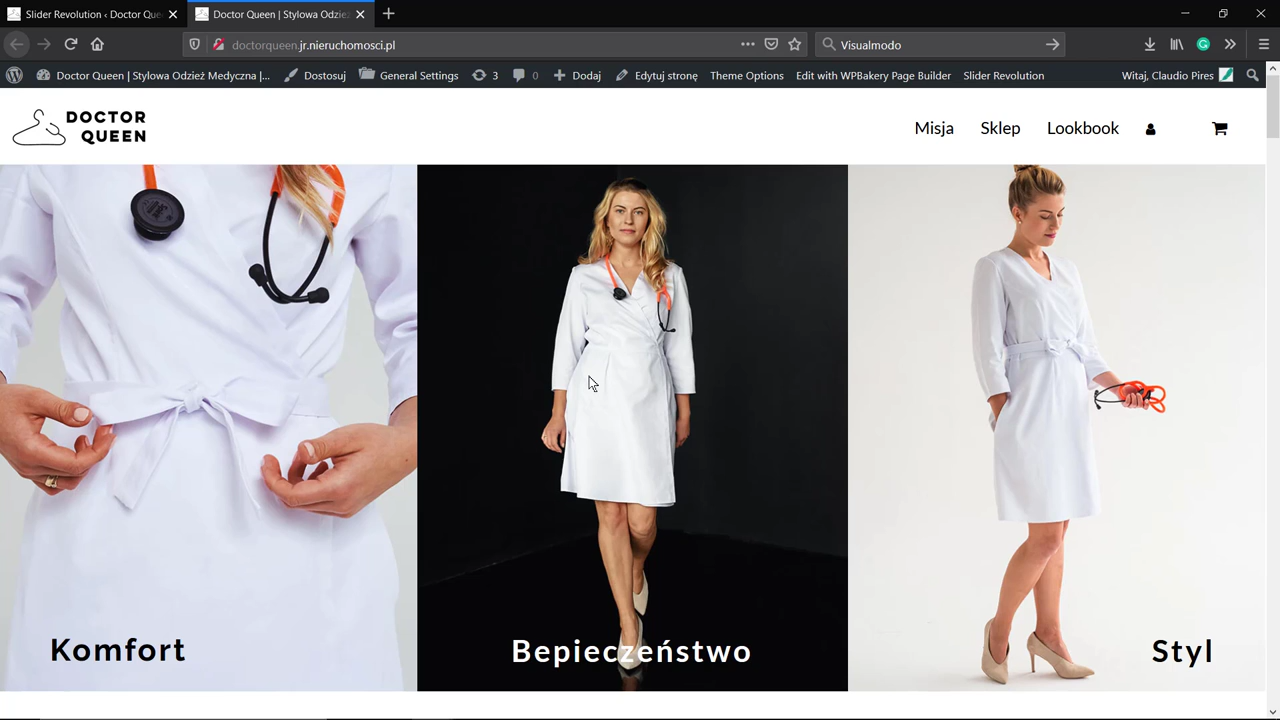 Slider Revolution ‹ Doctor Que
Doctor Queen | Stylowa Odzież
doctorqueen.jr.nieruchomosci.pl
Visualmodo
Doctor Queen | Stylowa Odzież Medyczna |...
Dostosuj
General Settings
3
0
Dodaj
Edytuj stronę
Theme Options
Edit with WPBakery Page Builder
Slider Revolution
Witaj, Claudio Pires
DOCTOR
QUEEN
Misja
Sklep
Lookbook
Komfort
Bepieczeństwo
Styl